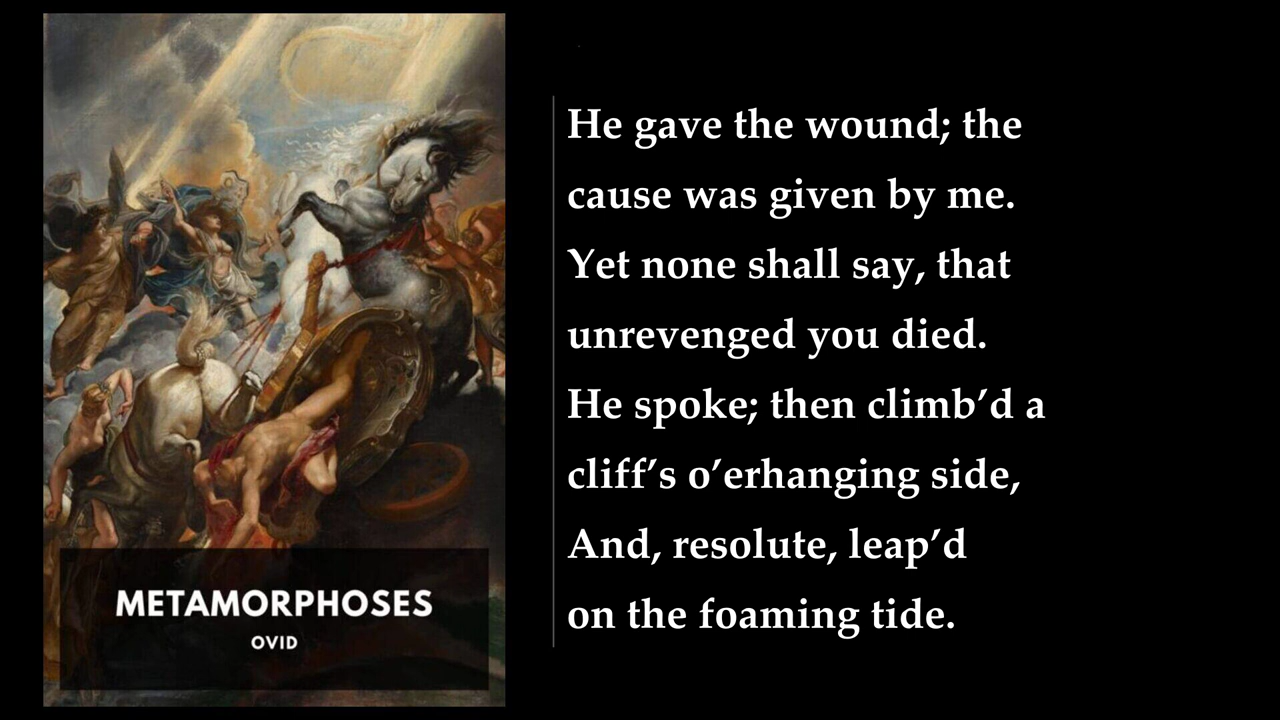 METAMORPHOSES
OVID
He gave the wound; the
cause was given by me.
Yet none shall say, that
unrevenged you died.
He spoke; then climb’d a
cliff’s o’erhanging side,
And, resolute, leap’d
on the foaming tide.